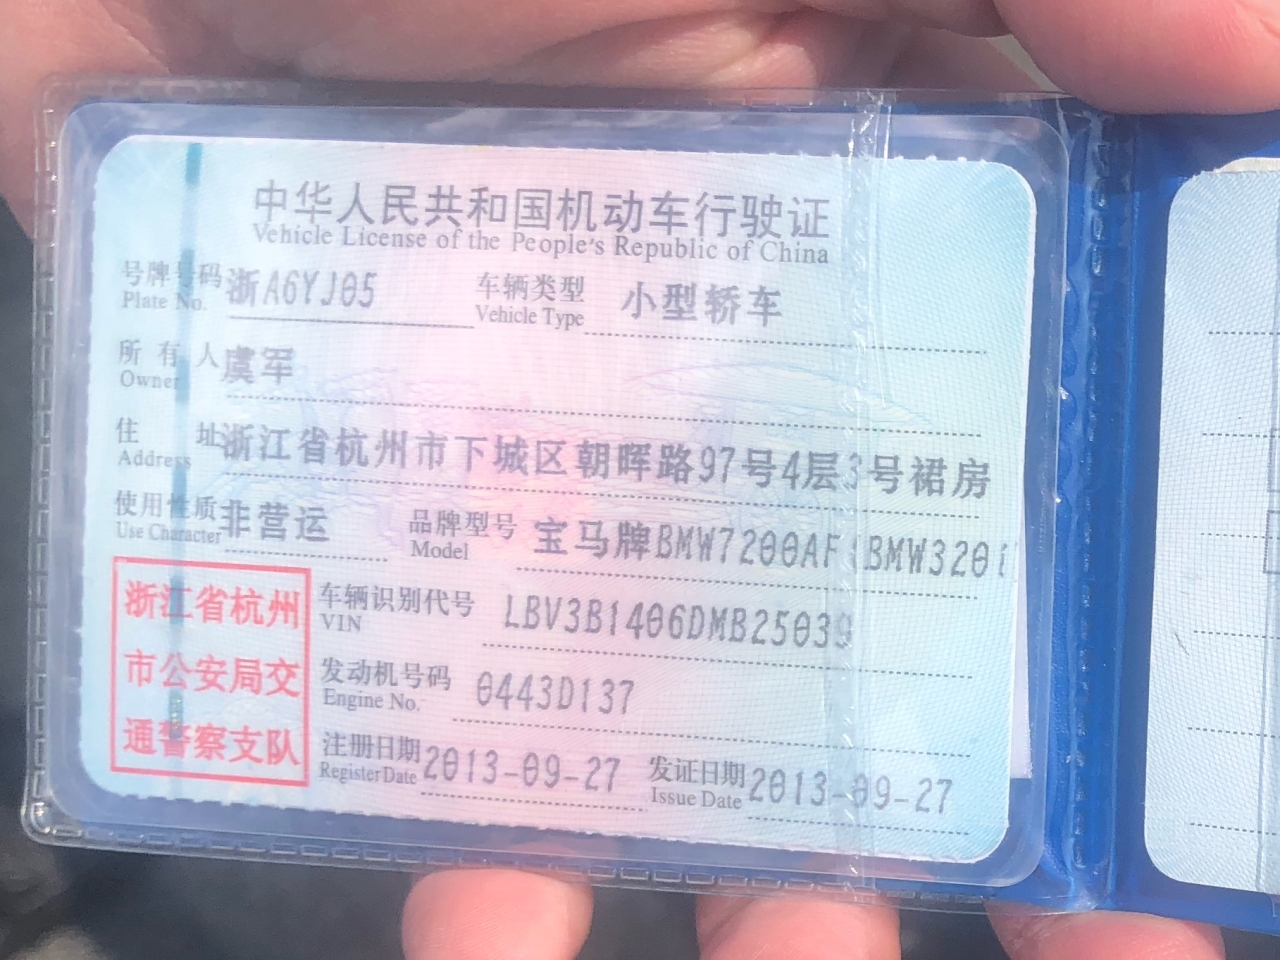 中华人民共和国机动车行驶证
Vehicle License of the People's Republic of China
号牌号码 浙A6YJ05 车辆类型 小型轿车
Plate No. Vehicle Type
所有人 虞军
Owner
住址 浙江省杭州市下城区朝晖路97号4层3号裙房
Address
使用性质 非营运 品牌型号 宝马牌BMW7200AF(BMW320i
Use Character Model
浙江省杭州
市公安局交
通警察支队
车辆识别代号 LBV3B1406DMB25039
VIN
发动机号码 0443D137
Engine No.
注册日期 2013-09-27 发证日期 2013-09-27
Register Date Issue Date